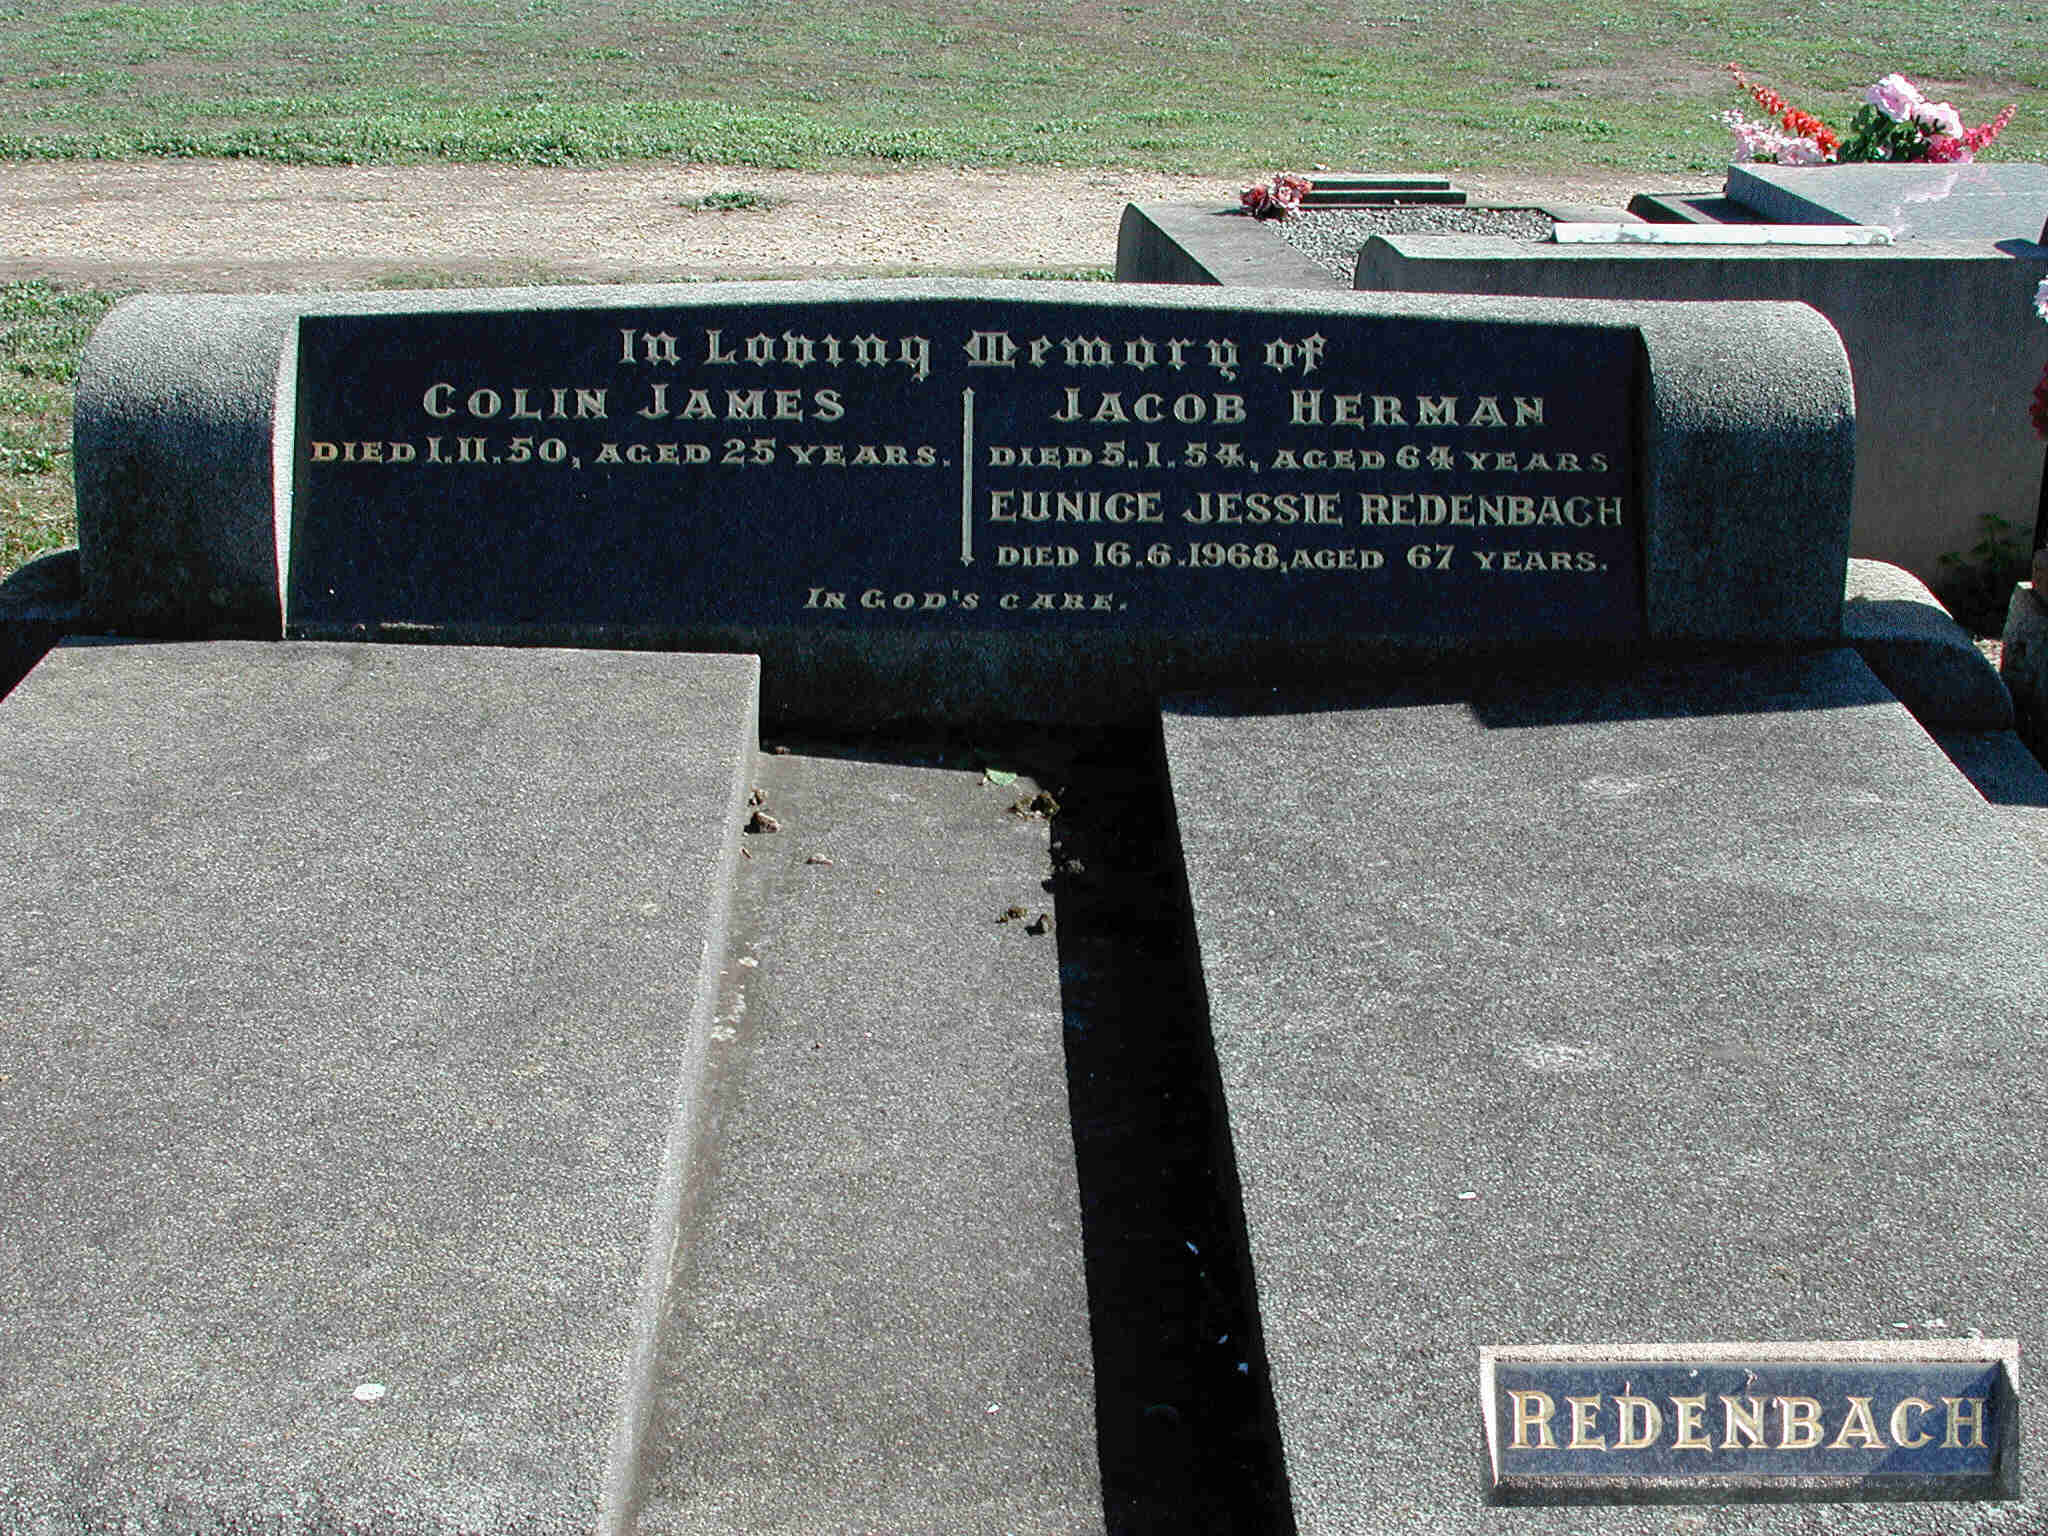 In Loving Memory of
COLIN JAMES
DIED 1.11.50, AGED 25 YEARS.
JACOB HERMAN
DIED 5.1.54, AGED 64 YEARS
EUNICE JESSIE REDENBACH
DIED 16.6.1968, AGED 67 YEARS.
IN GOD'S CARE.
REDENBACH